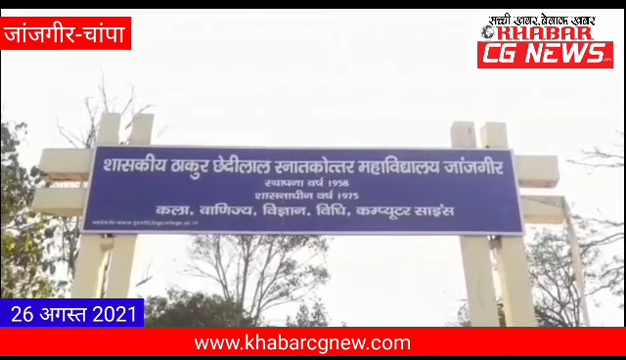 जांजगीर-चांपा
सच्ची खबर, बेबाक खबर
KHABAR
CG NEWS.com
शासकीय ठाकुर छेदीलाल स्नातकोत्तर महाविद्यालय जांजगीर
स्थापना वर्ष 1958
शासनाधीन वर्ष 1975
कला, वाणिज्य, विज्ञान, विधि, कम्प्यूटर साइंस
26 अगस्त 2021
www.khabarcgnew.com